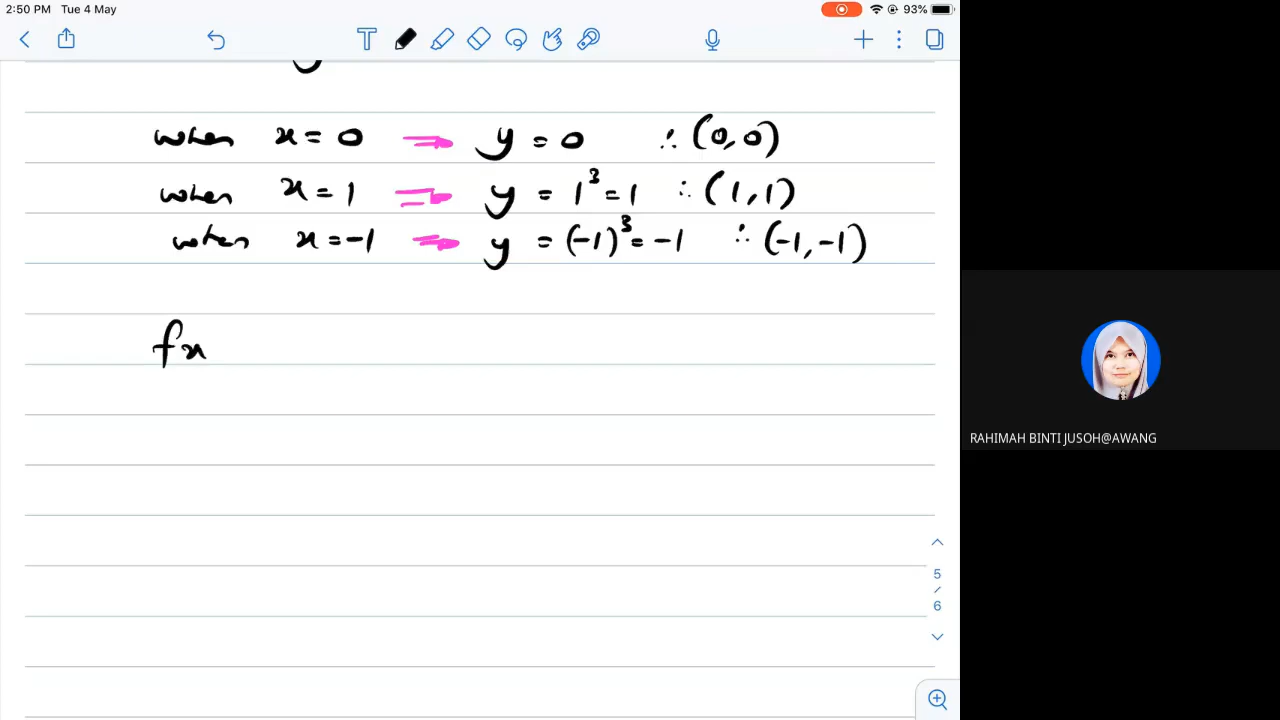 2:50 PM Tue 4 May 93%
y
when x = 0 ⇒ y = 0 ∴ (0,0)
when x = 1 ⇒ y = 1³ = 1 ∴ (1,1)
when x = -1 ⇒ y = (-1)³ = -1 ∴ (-1,-1)
fx
RAHIMAH BINTI JUSOH@AWANG
5
/
6